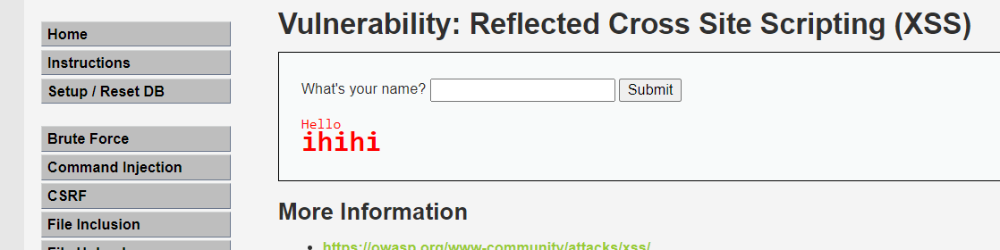 Home
Instructions
Setup / Reset DB
Brute Force
Command Injection
CSRF
File Inclusion
Vulnerability: Reflected Cross Site Scripting (XSS)
What's your name? Submit
Hello
ihihi
More Information
https://owasp.org/www-community/attacks/xss/